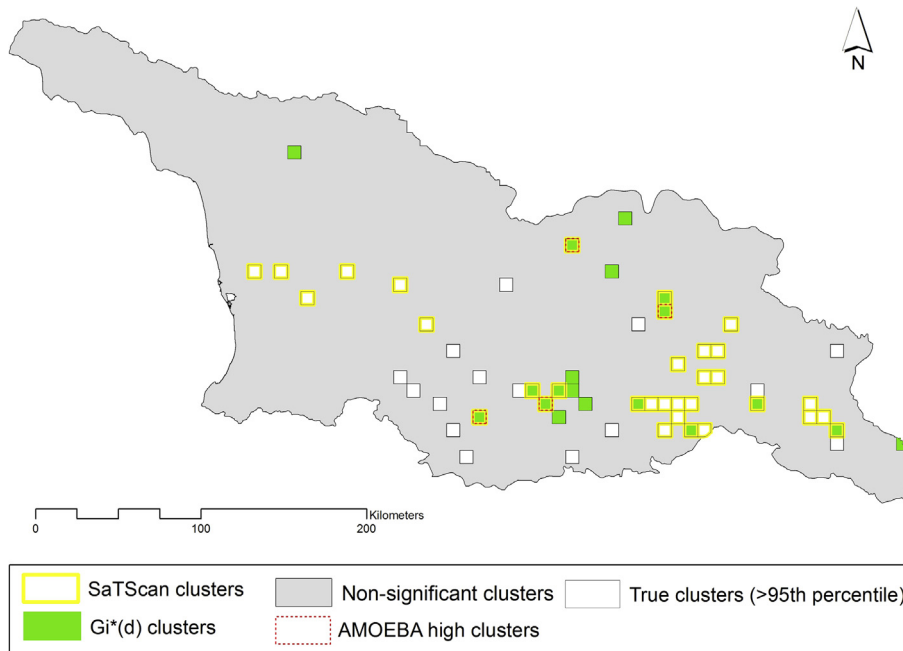 N
Kilometers
0 100 200
SaTScan clusters
Non-significant clusters
True clusters (>95th percentile)
Gi*(d) clusters
AMOEBA high clusters